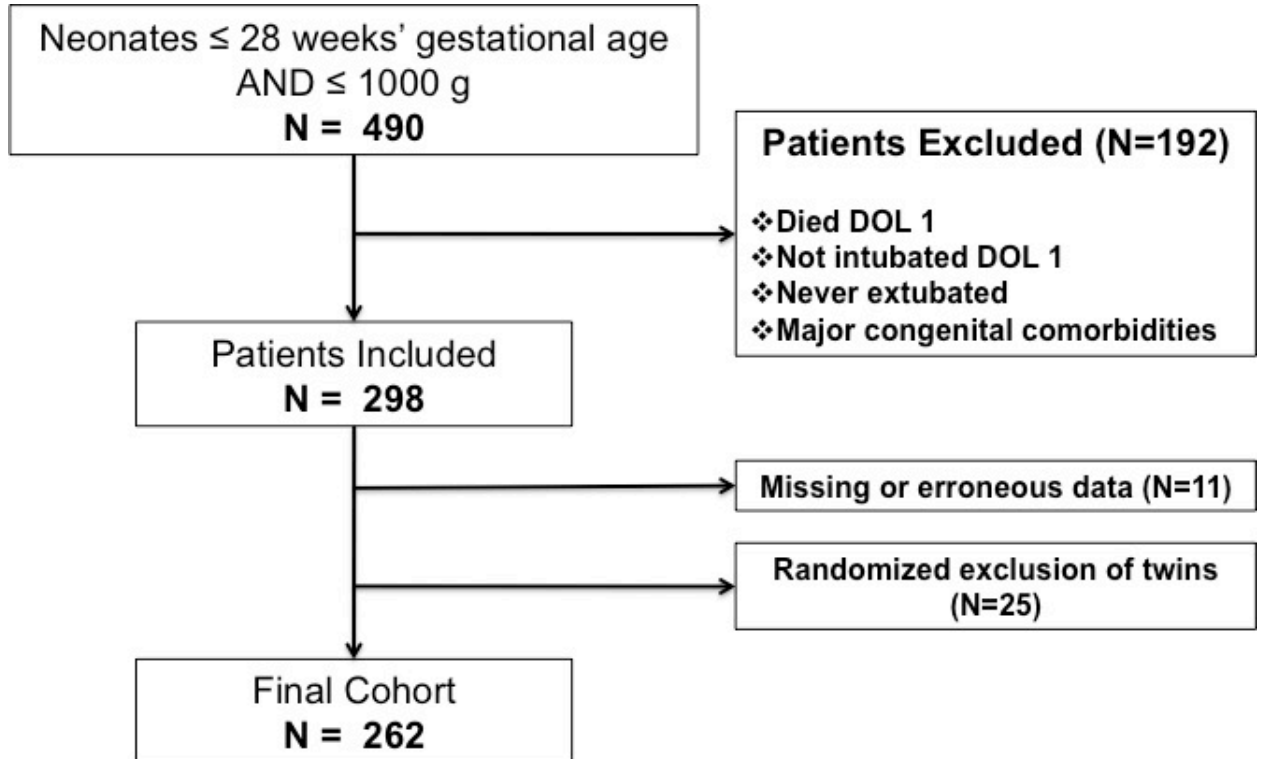 Neonates ≤ 28 weeks' gestational age
AND ≤ 1000 g
N = 490
Patients Excluded (N=192)
❖Died DOL 1
❖Not intubated DOL 1
❖Never extubated
❖Major congenital comorbidities
Patients Included
N = 298
Missing or erroneous data (N=11)
Randomized exclusion of twins
(N=25)
Final Cohort
N = 262